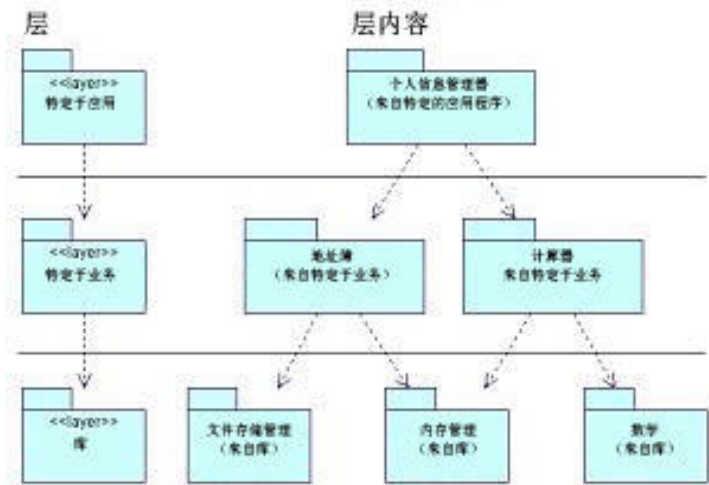 层
层内容
<<layer>>
特定于应用
个人信息管理器
（来自特定的应用程序）
<<layer>>
特定于业务
地址簿
（来自特定于业务）
计算器
来自特定于业务
<<layer>>
库
文件存储管理
（来自库）
内存管理
（来自库）
数学
（来自库）